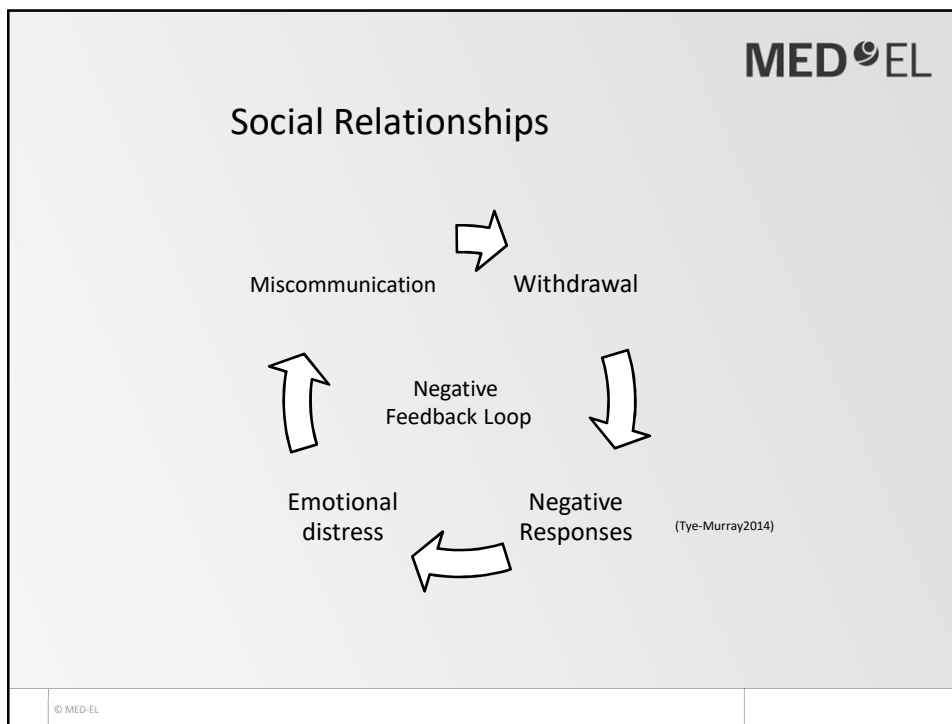 MED EL
Social Relationships
Miscommunication
Withdrawal
Negative
Feedback Loop
Emotional
distress
Negative
Responses
(Tye-Murray2014)
© MED-EL